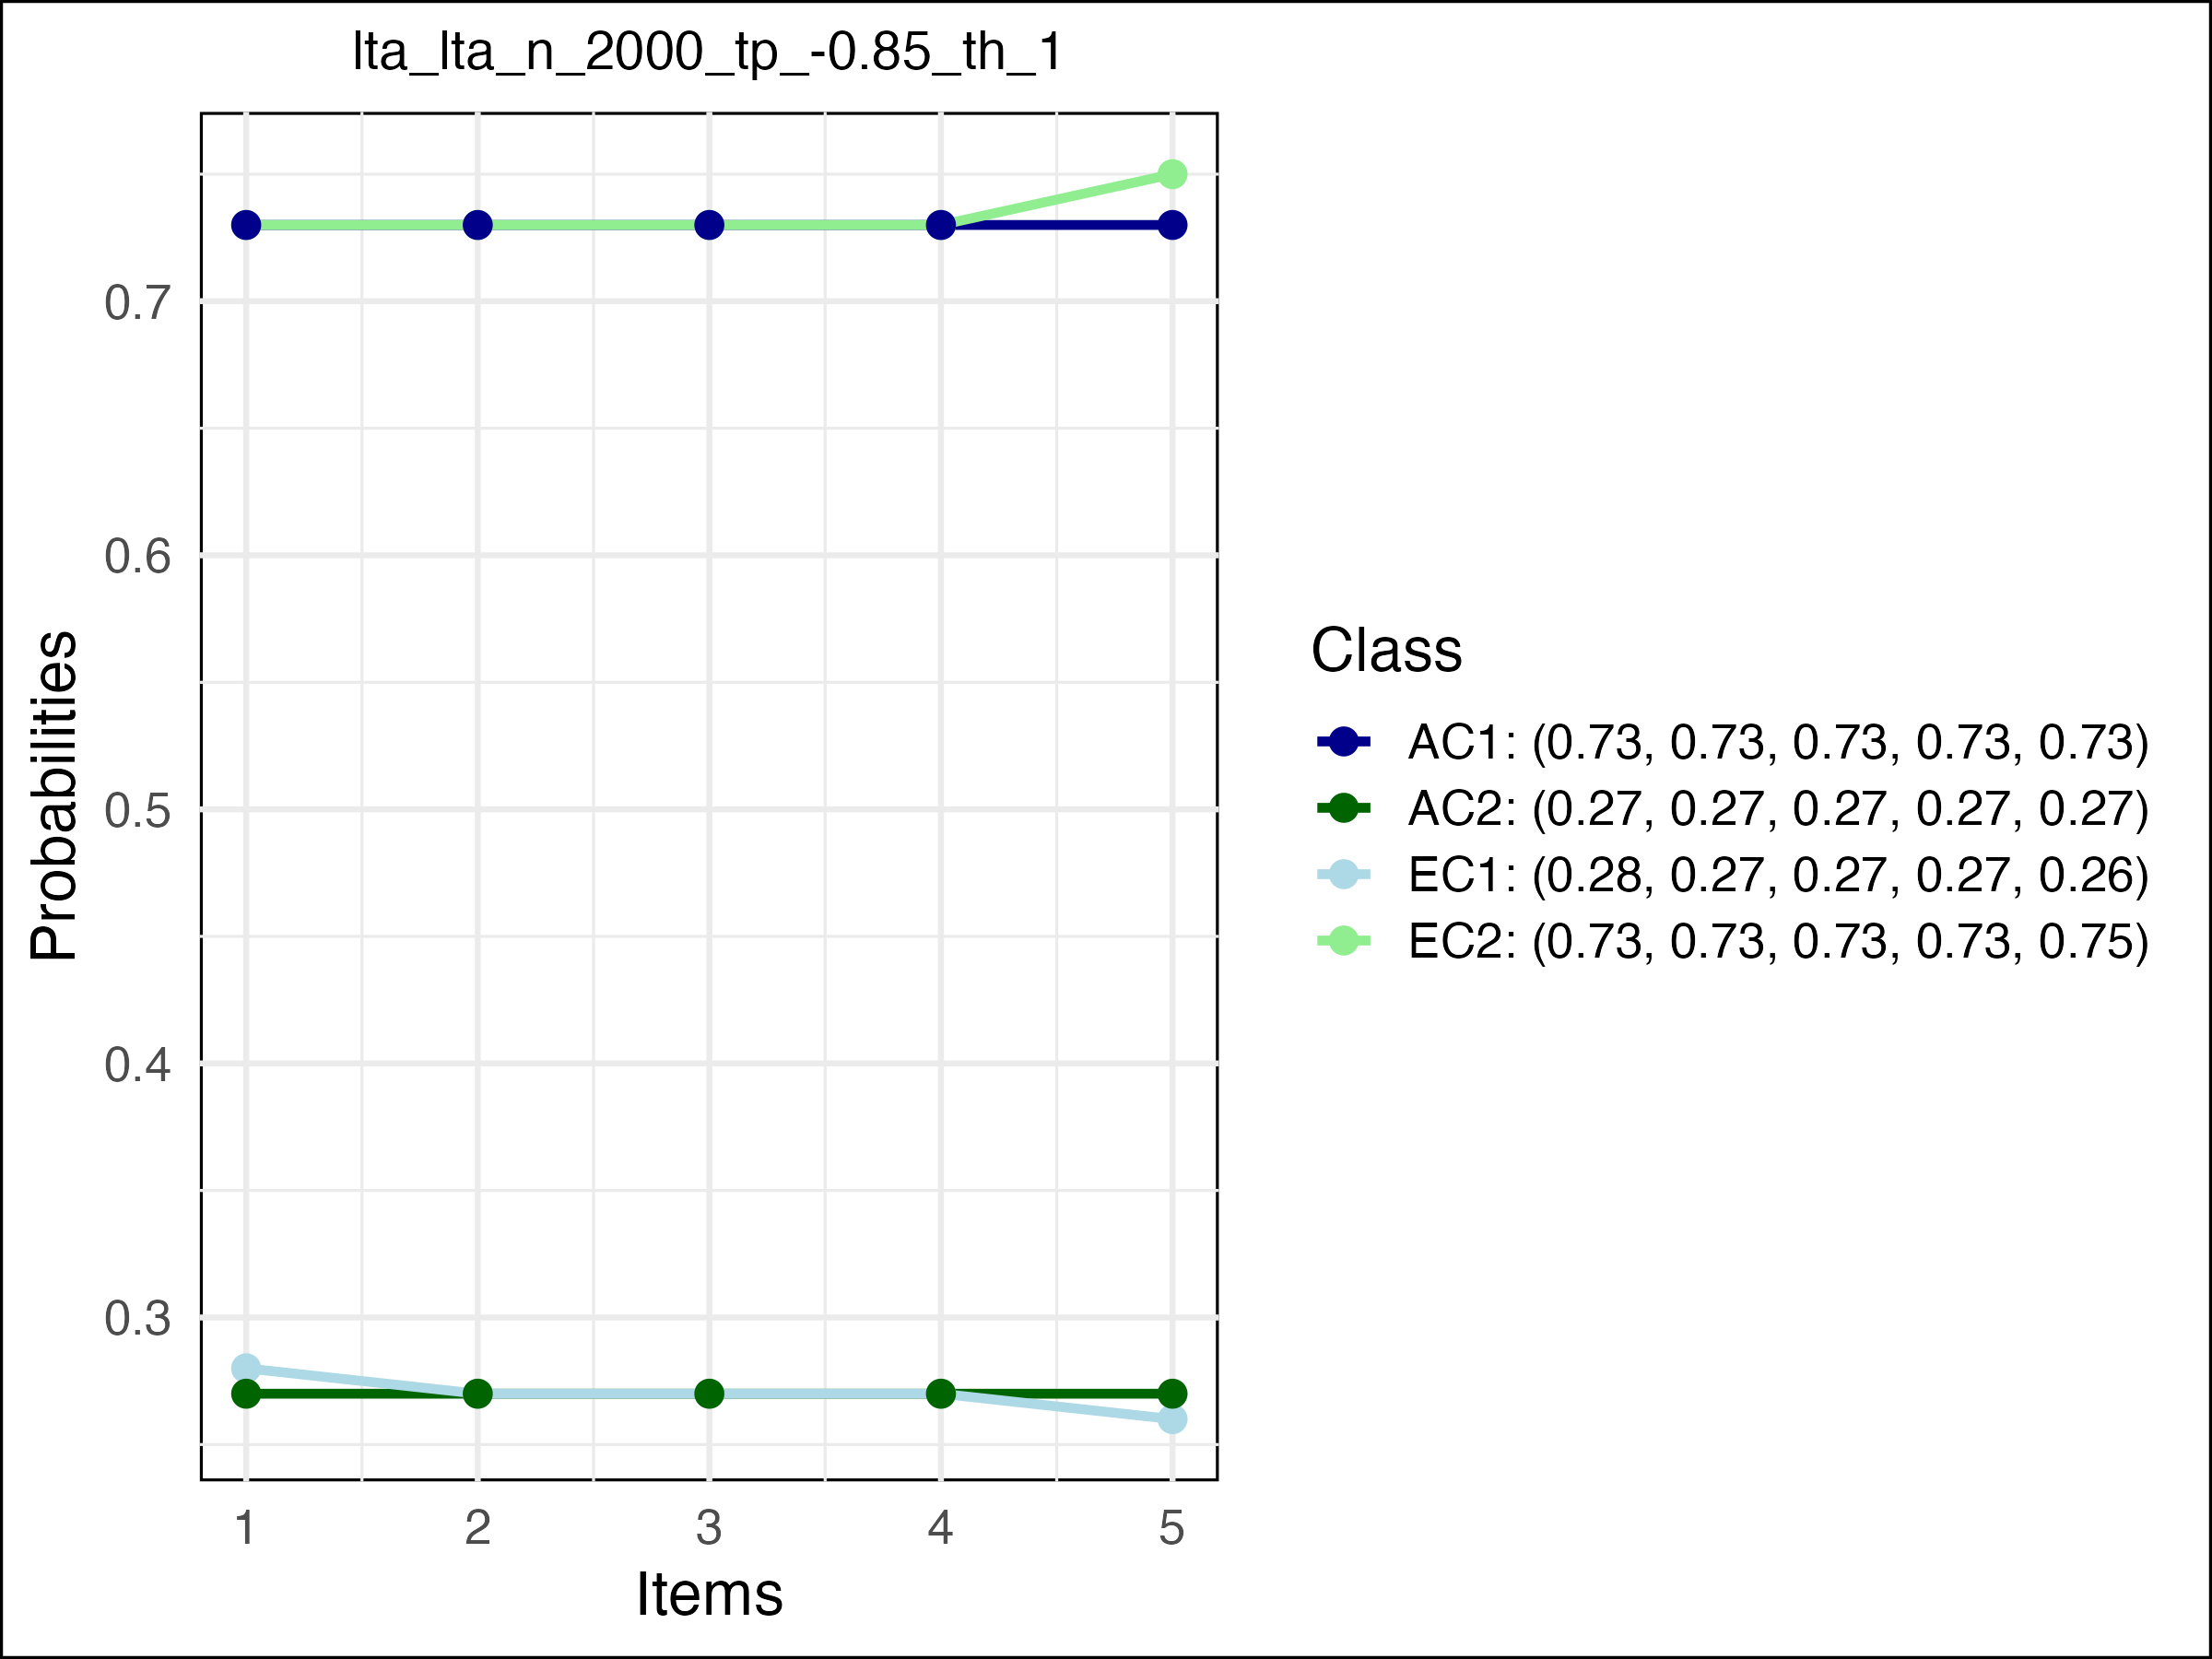 lta_lta_n_2000_tp_-0.85_th_1
Probabilities
0.7
0.6
0.5
0.4
0.3
1 2 3 4 5
Items
Class
AC1: (0.73, 0.73, 0.73, 0.73, 0.73)
AC2: (0.27, 0.27, 0.27, 0.27, 0.27)
EC1: (0.28, 0.27, 0.27, 0.27, 0.26)
EC2: (0.73, 0.73, 0.73, 0.73, 0.75)